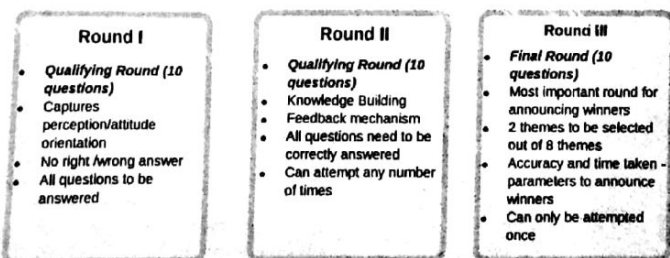 Round I
• Qualifying Round (10
questions)
• Captures
perception/attitude
orientation
• No right /wrong answer
• All questions to be
answered
Round II
• Qualifying Round (10
questions)
• Knowledge Building
• Feedback mechanism
• All questions need to be
correctly answered
• Can attempt any number
of times
Round III
• Final Round (10
questions)
• Most important round for
announcing winners
• 2 themes to be selected
out of 8 themes
• Accuracy and time taken -
parameters to announce
winners
• Can only be attempted
once